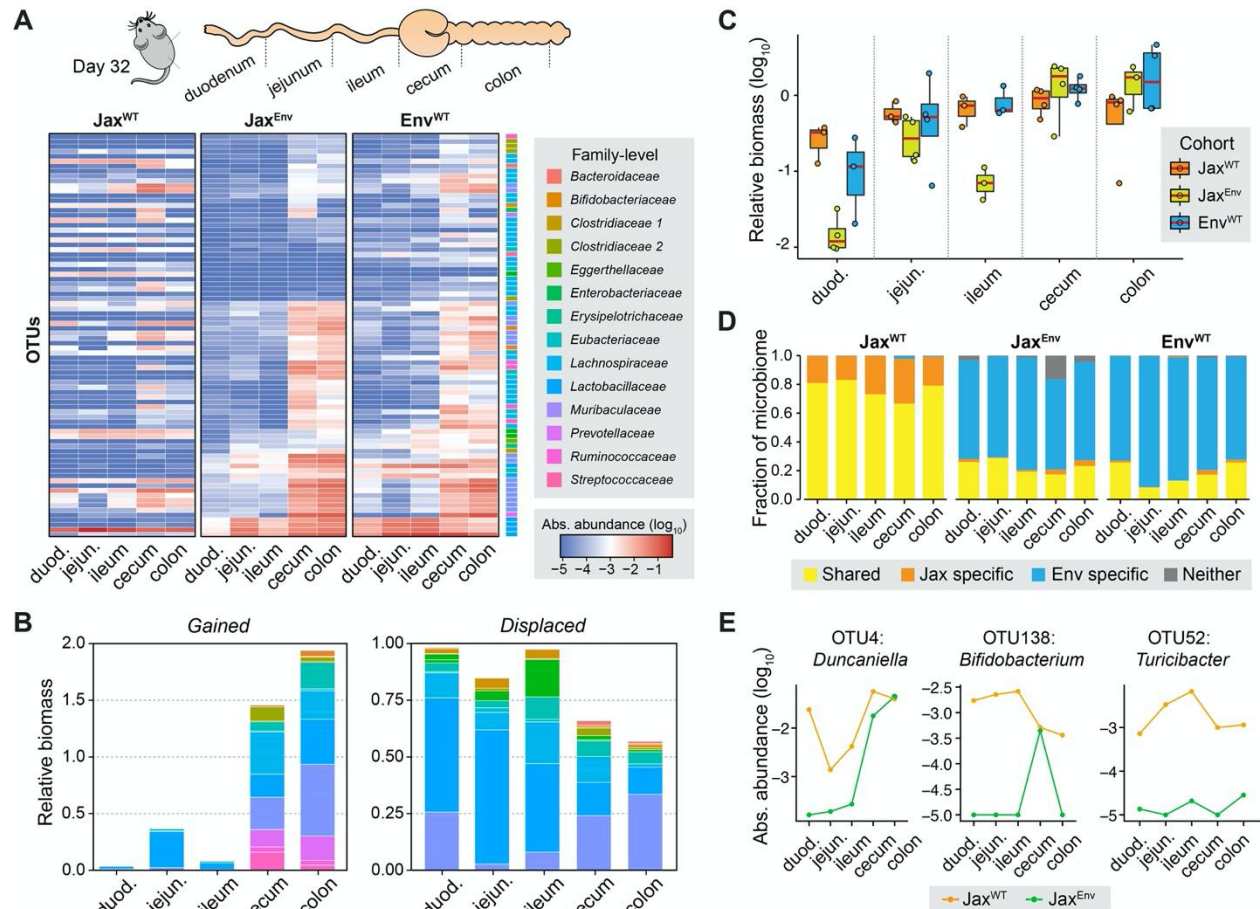 A
Day 32
duodenum
jejunum
ileum
cecum
colon
Jax^WT
Jax^Env
Env^WT
OTUs
duod.
jejun.
ileum
cecum
colon
duod.
jejun.
ileum
cecum
colon
duod.
jejun.
ileum
cecum
colon
Family-level
Bacteroidaceae
Bifidobacteriaceae
Clostridiaceae 1
Clostridiaceae 2
Eggerthellaceae
Enterobacteriaceae
Erysipelotrichaceae
Eubacteriaceae
Lachnospiraceae
Lactobacillaceae
Muribaculaceae
Prevotellaceae
Ruminococcaceae
Streptococcaceae
Abs. abundance (log₁₀)
−5 −4 −3 −2 −1
B
Gained
Relative biomass
2.0
1.5
1.0
0.5
0.0
duod.
jejun.
ileum
cecum
colon
Displaced
1.00
0.75
0.50
0.25
0.00
duod.
jejun.
ileum
cecum
colon
C
Relative biomass (log₁₀)
0
−1
−2
duod.
jejun.
ileum
cecum
colon
Cohort
Jax^WT
Jax^Env
Env^WT
D
Jax^WT
Jax^Env
Env^WT
Fraction of microbiome
1.0
0.8
0.6
0.4
0.2
0.0
duod.
jejun.
ileum
cecum
colon
duod.
jejun.
ileum
cecum
colon
duod.
jejun.
ileum
cecum
colon
Shared Jax specific Env specific Neither
E
Abs. abundance (log₁₀)
OTU4:
Duncaniella
−2
−3
duod.
jejun.
ileum
cecum
colon
OTU138:
Bifidobacterium
−2.5
−3.0
−3.5
−4.0
−4.5
−5.0
duod.
jejun.
ileum
cecum
colon
OTU52:
Turicibacter
−3
−4
−5
duod.
jejun.
ileum
cecum
colon
Jax^WT Jax^Env